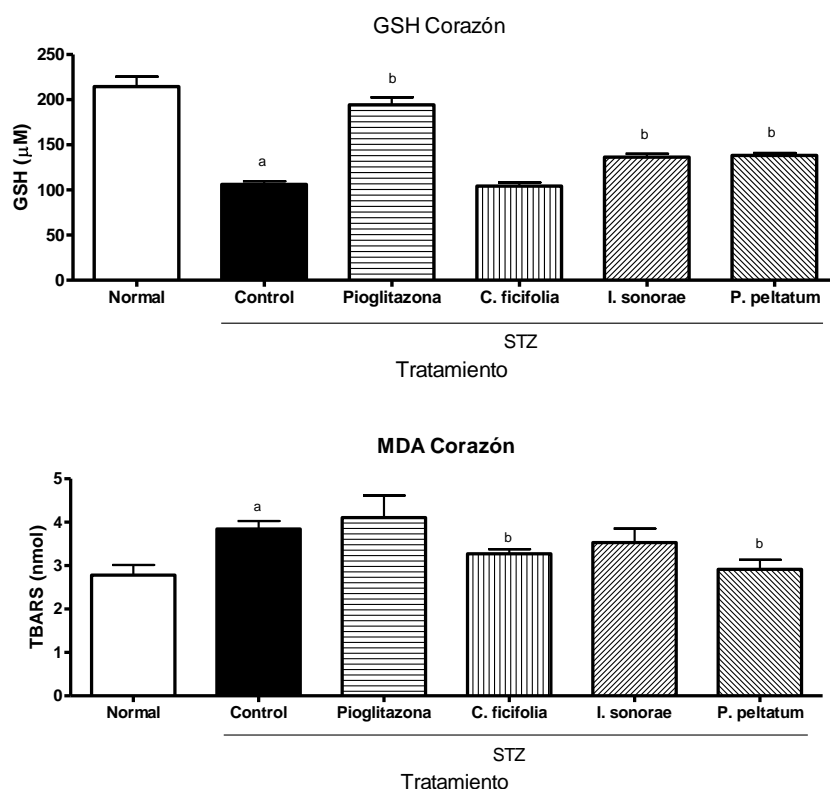 GSH Corazón
GSH (μM)
250
200
150
100
50
0
a
b
b
b
Normal Control Pioglitazona C. ficifolia I. sonorae P. peltatum
STZ
Tratamiento
MDA Corazón
TBARS (nmol)
5
4
3
2
1
0
a
b
b
Normal Control Pioglitazona C. ficifolia I. sonorae P. peltatum
STZ
Tratamiento